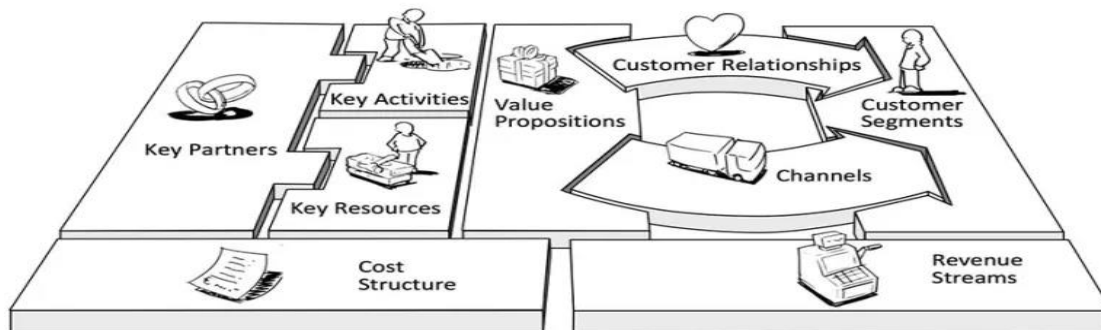 Key Partners
Key Activities
Key Resources
Value
Propositions
Customer Relationships
Channels
Customer
Segments
Cost
Structure
Revenue
Streams